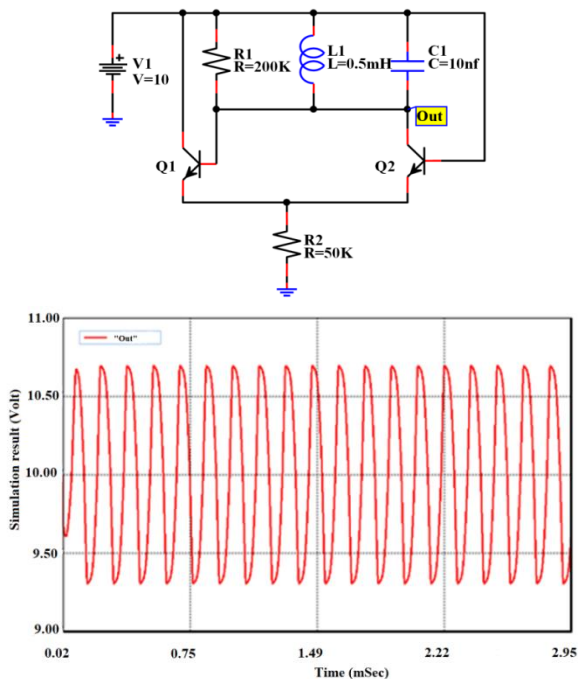 V1
V=10
R1
R=200K
L1
L=0.5mH
C1
C=10nf
Out
Q1
Q2
R2
R=50K
11.00
"Out"
10.50
10.00
9.50
9.00
Simulation result (Volt)
0.02
0.75
1.49
2.22
2.95
Time (mSec)